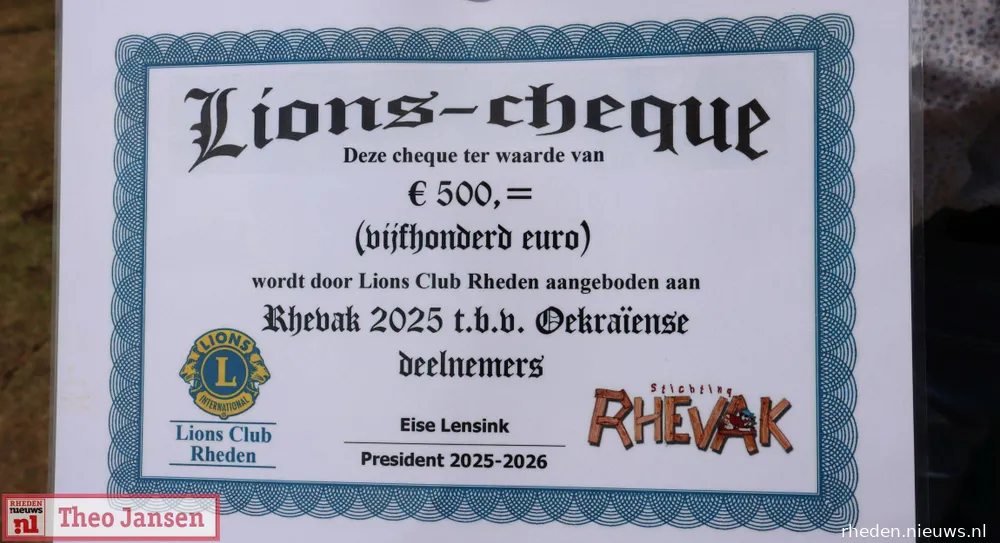 Lions-cheque
Deze cheque ter waarde van
€ 500,=
(vijfhonderd euro)
wordt door Lions Club Rheden aangeboden aan
Rhevak 2025 t.b.v. Oekraïense
deelnemers
LIONS
L
INTERNATIONAL
Lions Club
Rheden
Eise Lensink
President 2025-2026
Stichting
RHEVAK
RHEDEN
nieuws
.nl
Theo Jansen
rheden.nieuws.nl